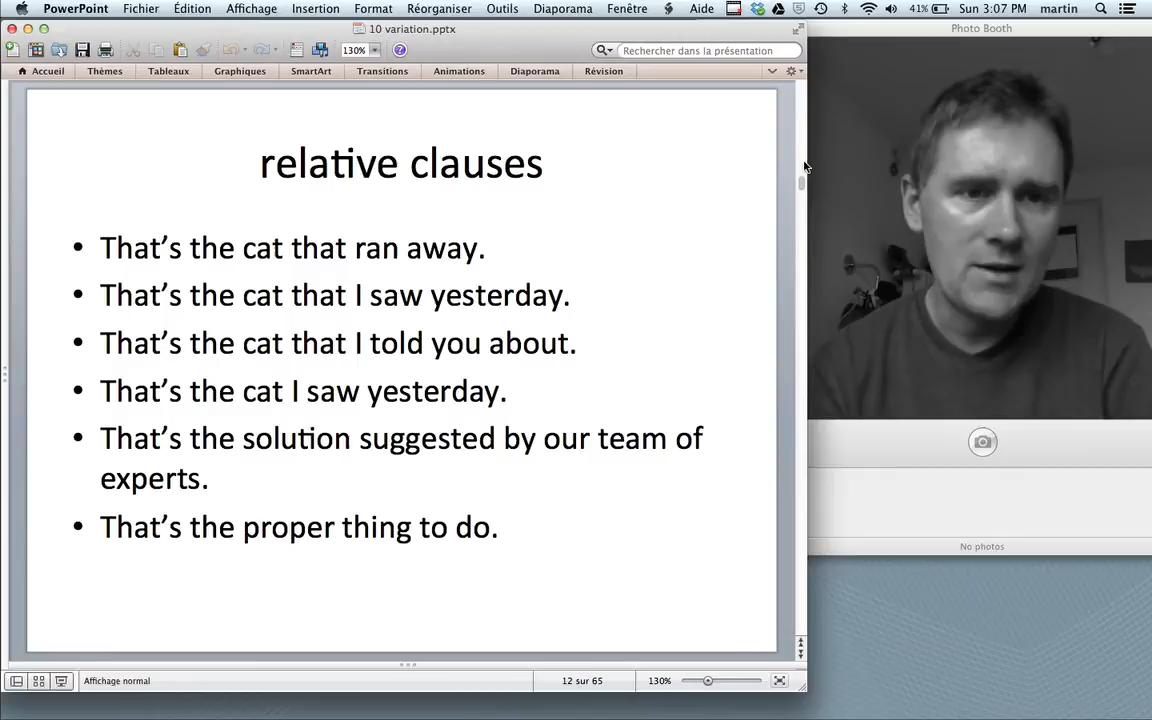 PowerPoint Fichier Édition Affichage Insertion Format Réorganiser Outils Diaporama Fenêtre Aide 41% Sun 3:07 PM martin
10 variation.pptx
Photo Booth
130% Rechercher dans la présentation
Accueil Thèmes Tableaux Graphiques SmartArt Transitions Animations Diaporama Révision
relative clauses
• That's the cat that ran away.
• That's the cat that I saw yesterday.
• That's the cat that I told you about.
• That's the cat I saw yesterday.
• That's the solution suggested by our team of
experts.
• That's the proper thing to do.
No photos
Affichage normal 12 sur 65 130%